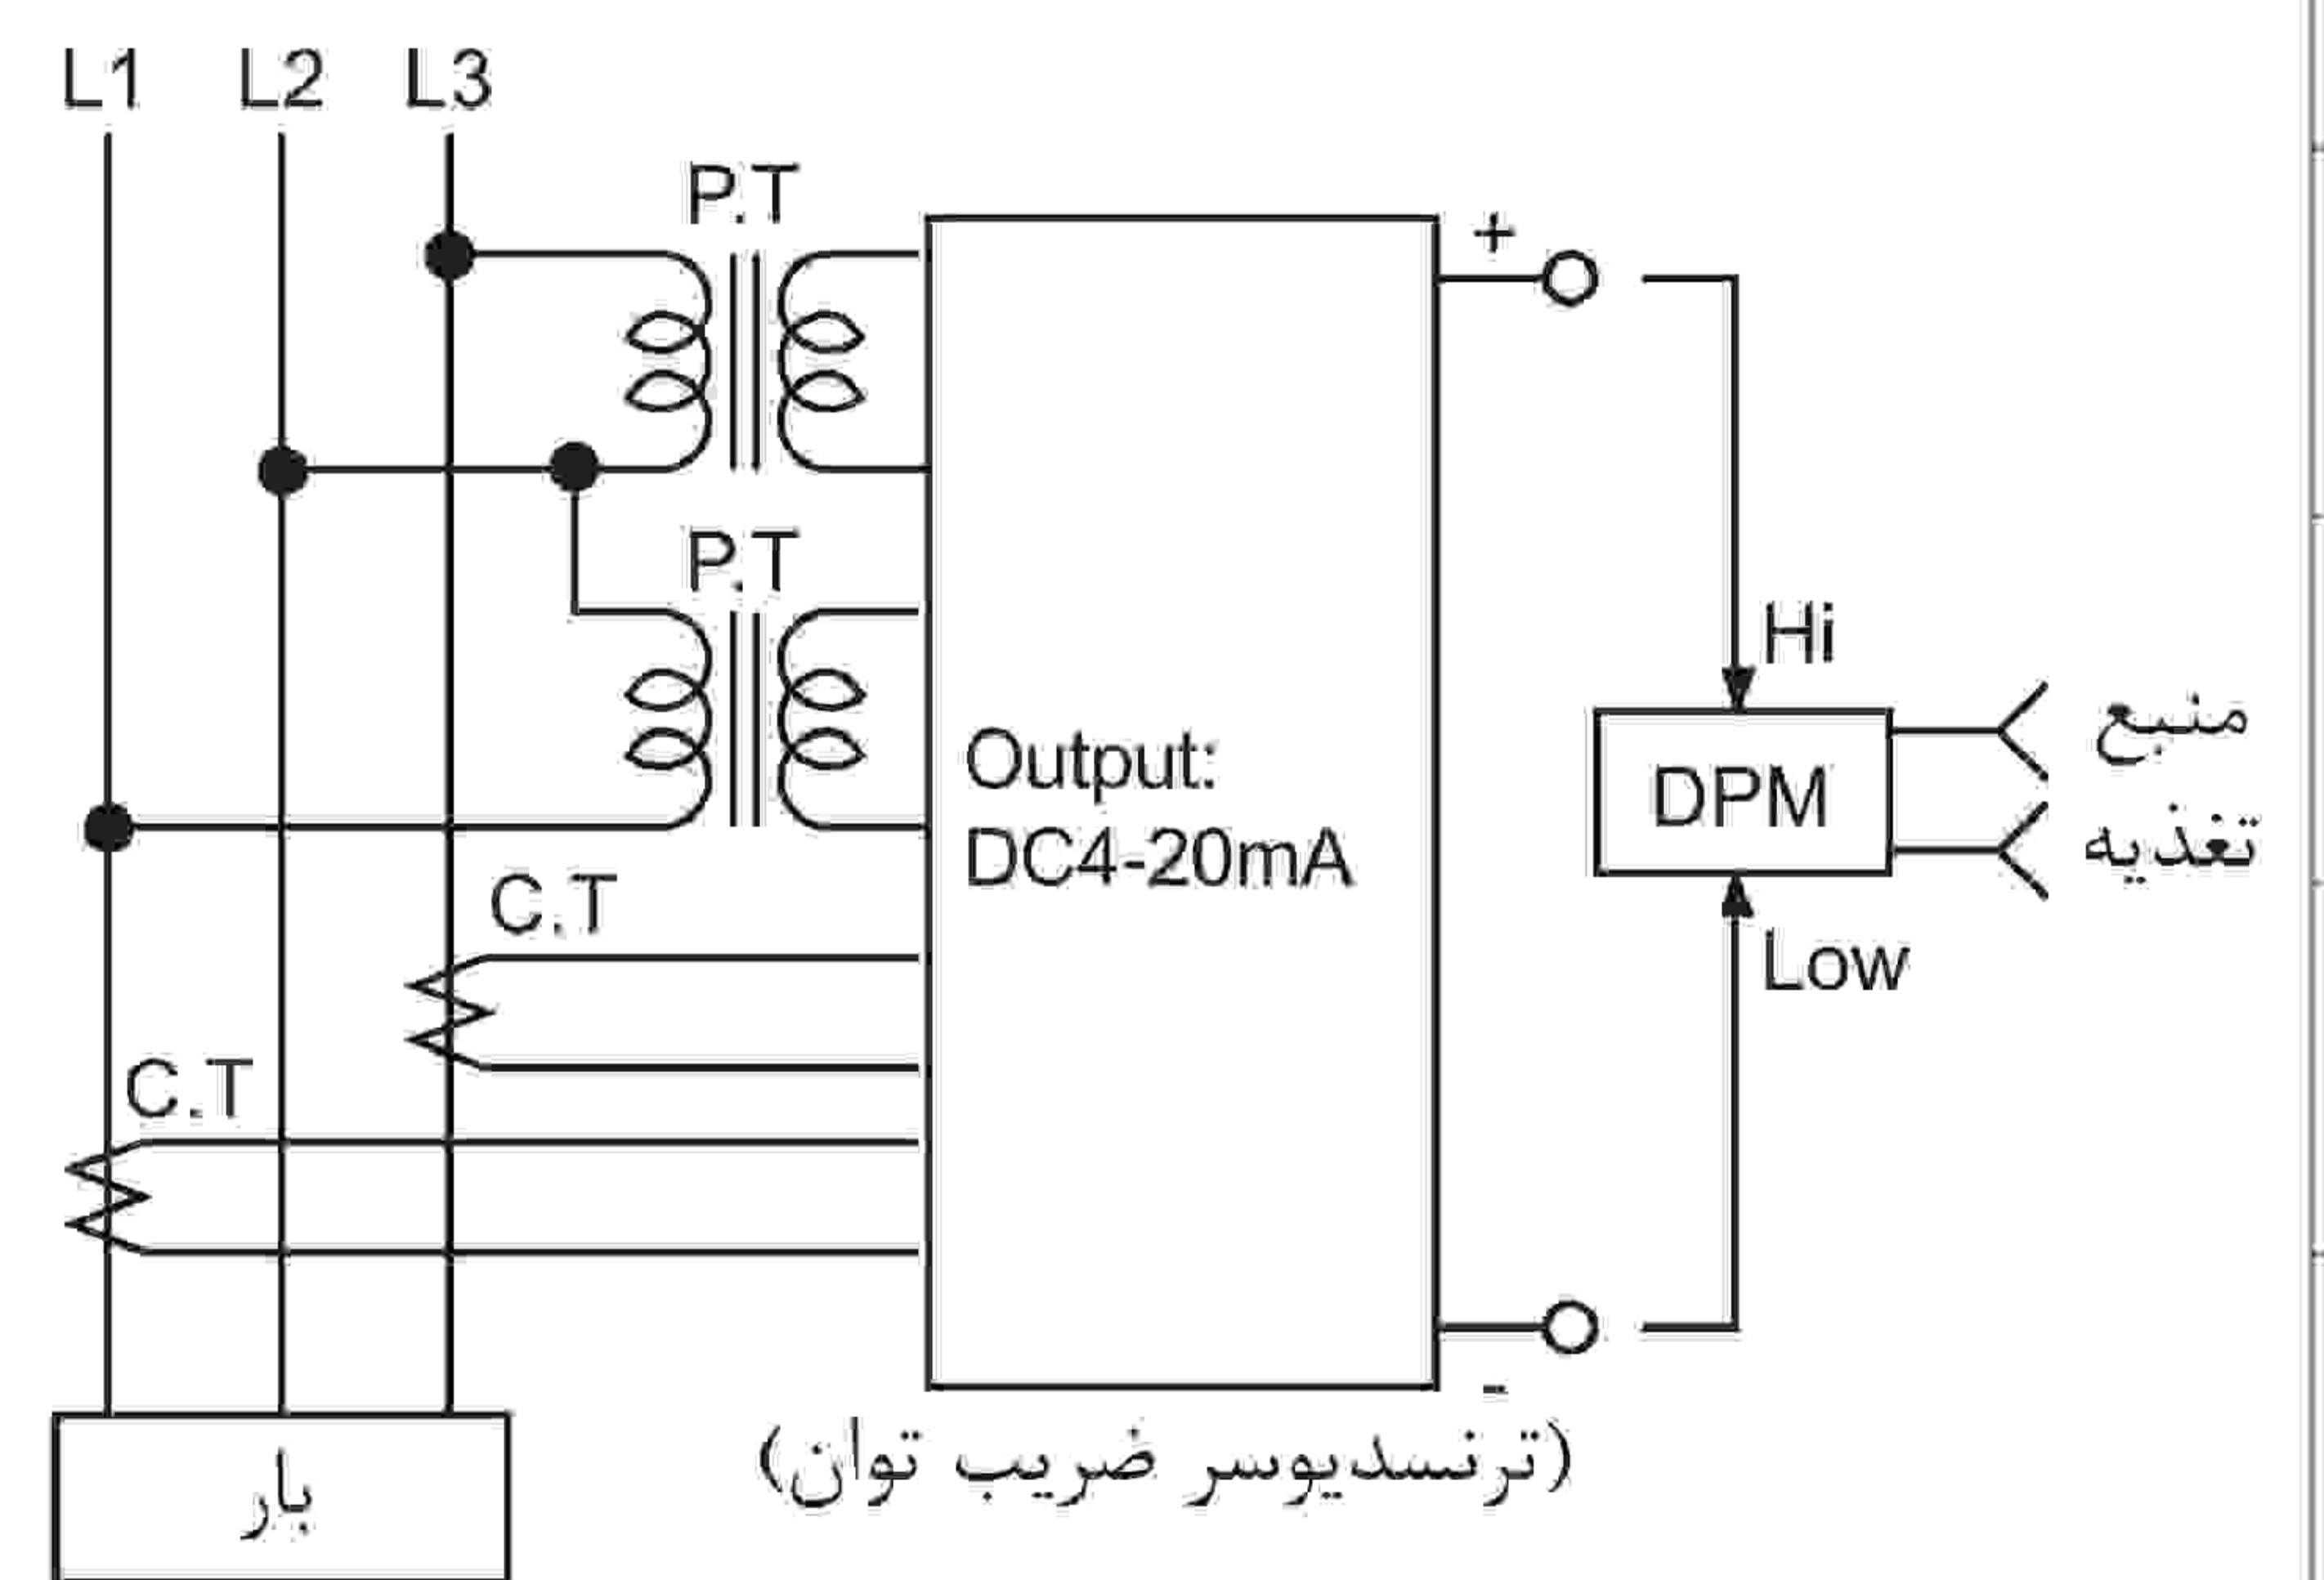 L1 L2 L3
P.T
P.T
Output:
DC4-20mA
C.T
C.T
+
Hi
DPM
Low
-
منبع
تغذیه
(ترنسدیوسر ضریب توان)
بار